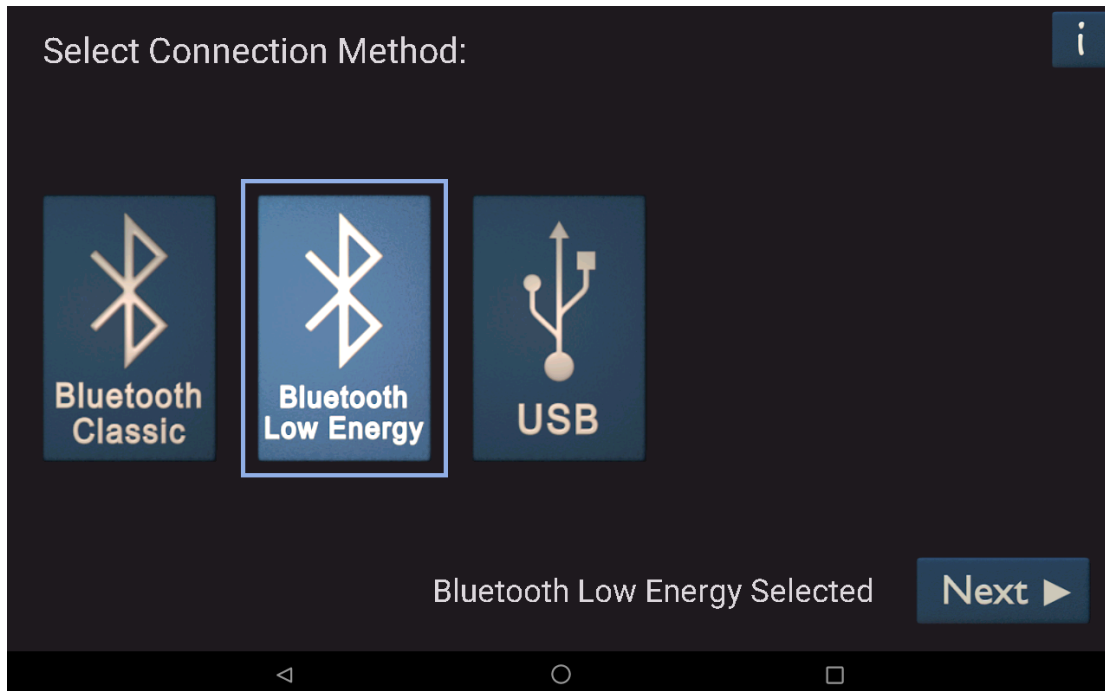 Select Connection Method:
i
Bluetooth
Classic
Bluetooth
Low Energy
USB
Bluetooth Low Energy Selected
Next